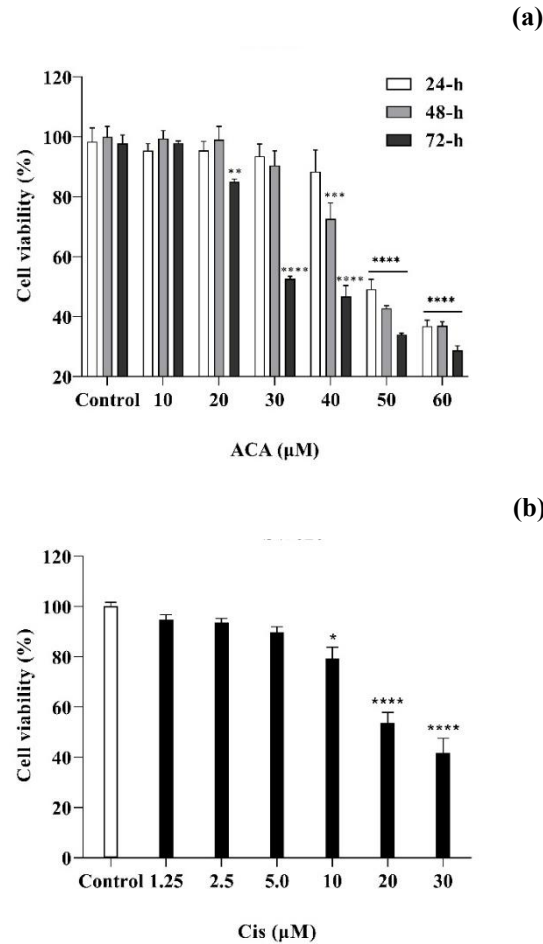 (a)
120
100
80
60
40
20
Cell viability (%)
24-h
48-h
72-h
**
****
***
****
****
****
Control 10 20 30 40 50 60
ACA (µM)
(b)
120
100
80
60
40
20
0
Cell viability (%)
*
****
****
Control 1.25 2.5 5.0 10 20 30
Cis (µM)